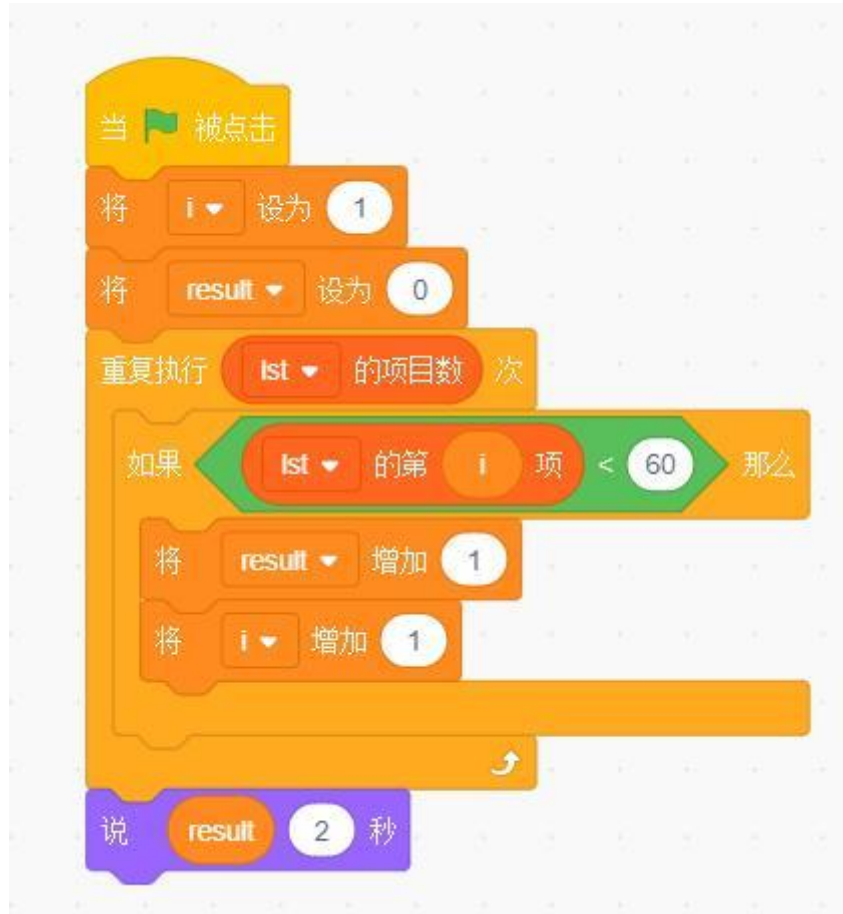 当 被点击
将 i 设为 1
将 result 设为 0
重复执行 lst 的项目数 次
如果 lst 的第 i 项 < 60 那么
将 result 增加 1
将 i 增加 1
说 result 2 秒